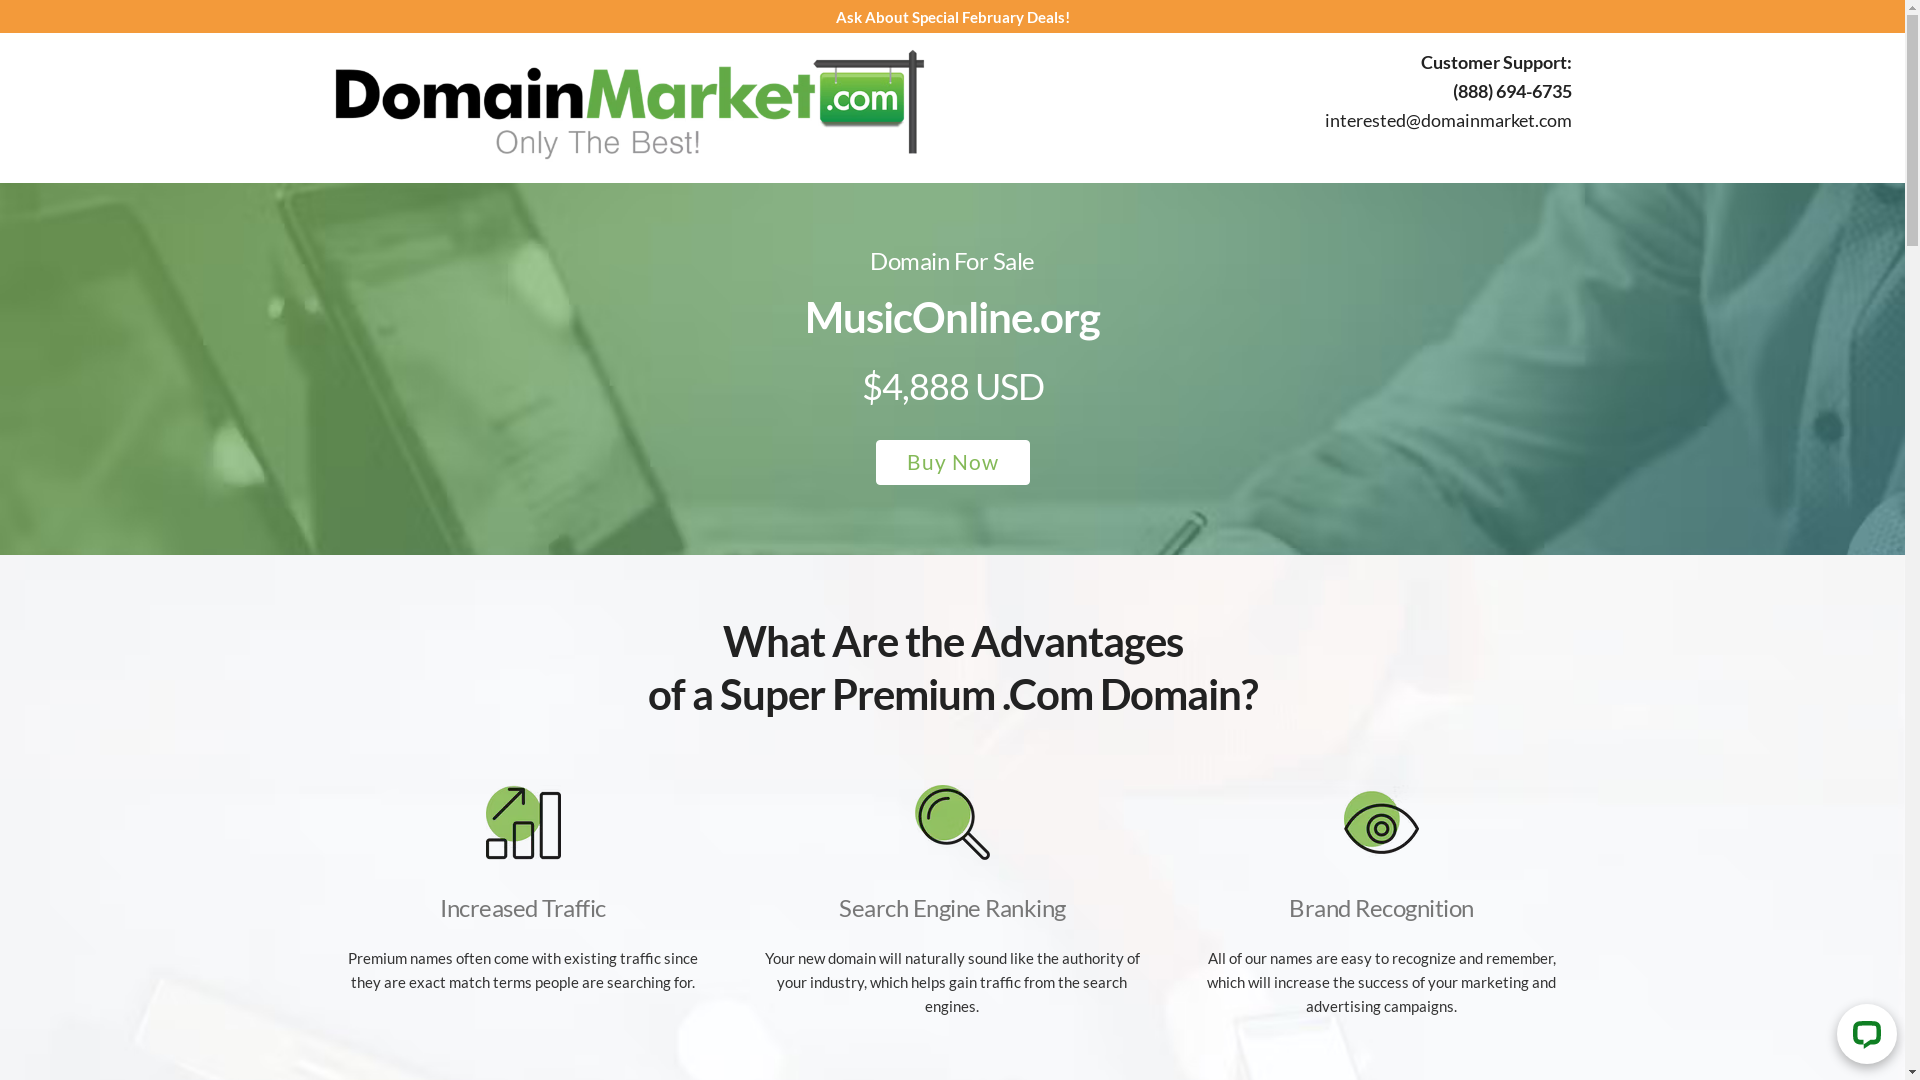 Ask About Special February Deals!
DomainMarket.com
Only The Best!
Customer Support:
(888) 694-6735
interested@domainmarket.com
Domain For Sale
MusicOnline.org
$4,888 USD
Buy Now
What Are the Advantages
of a Super Premium .Com Domain?
Increased Traffic
Premium names often come with existing traffic since
they are exact match terms people are searching for.
Search Engine Ranking
Your new domain will naturally sound like the authority of
your industry, which helps gain traffic from the search
engines.
Brand Recognition
All of our names are easy to recognize and remember,
which will increase the success of your marketing and
advertising campaigns.